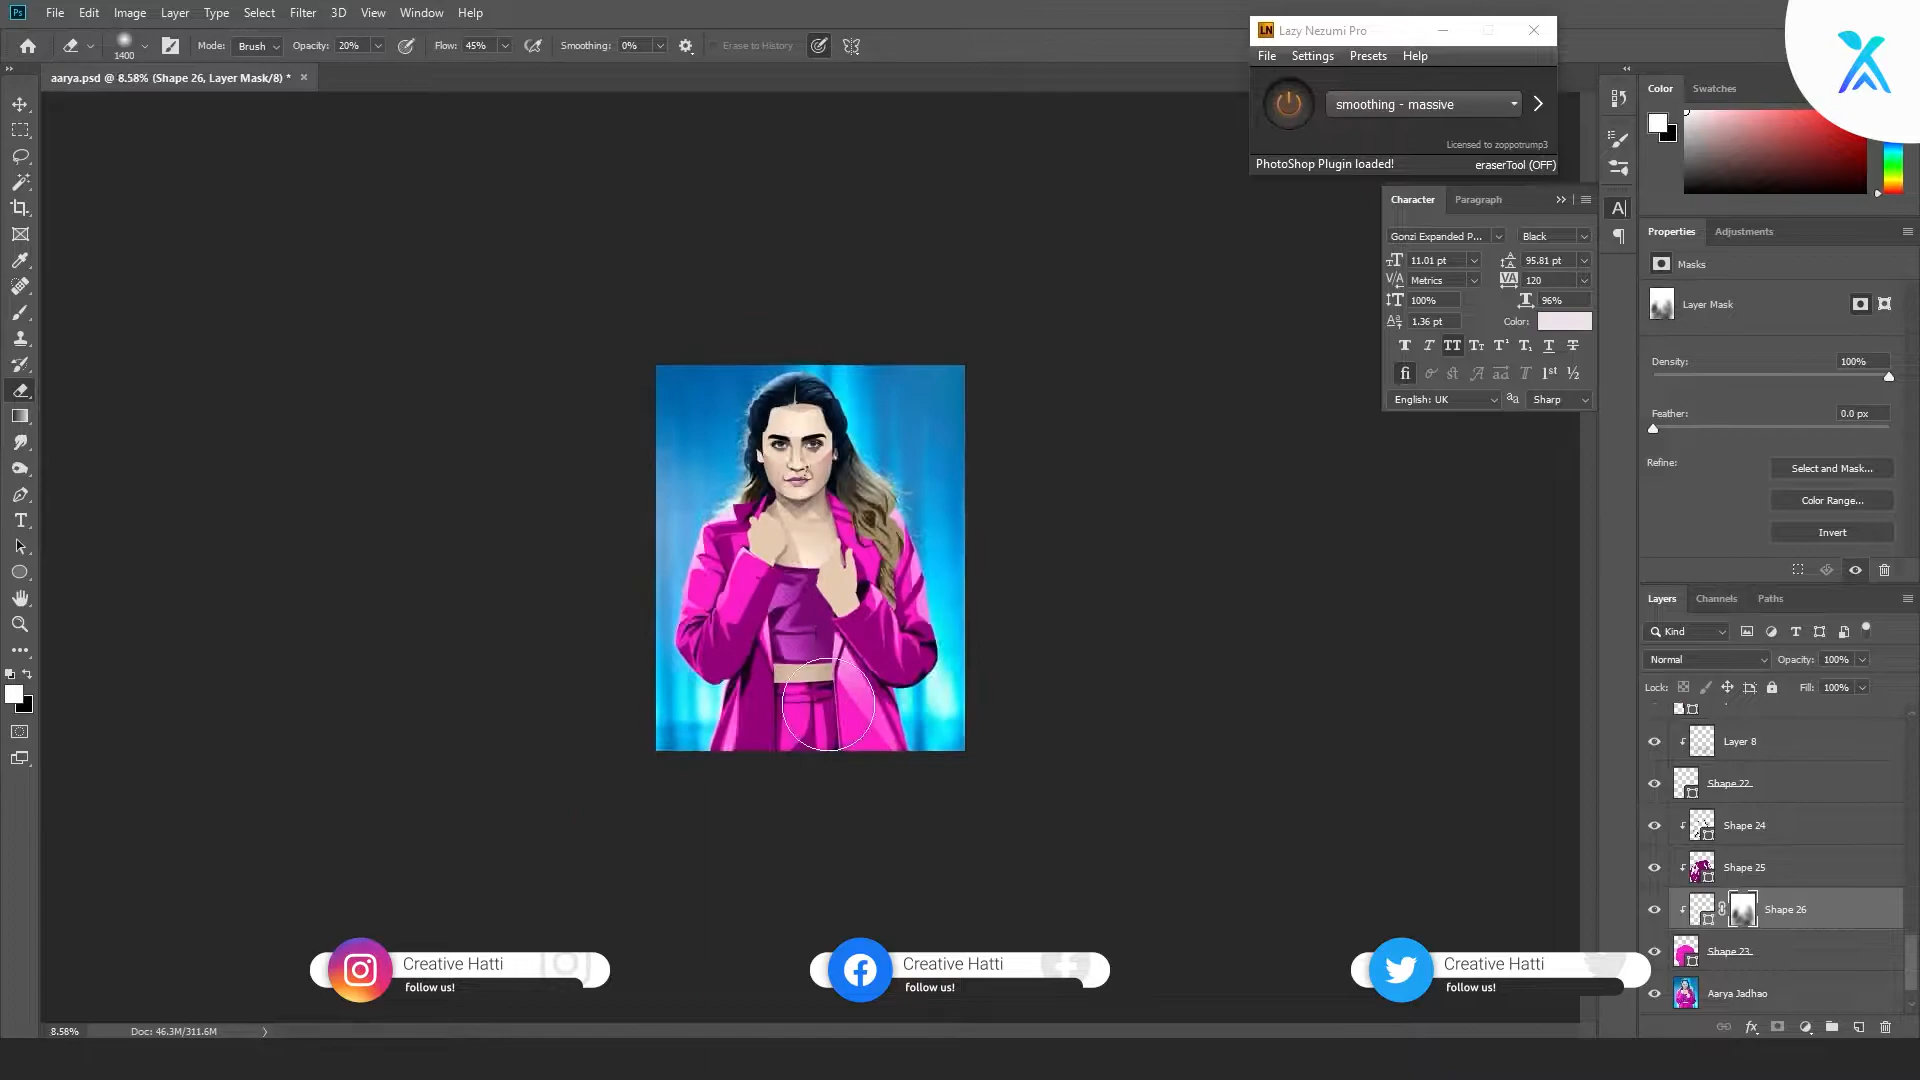 Ps File Edit Image Layer Type Select Filter 3D View Window Help
1400 Mode: Brush Opacity: 20% Flow: 45% Smoothing: 0% Erase to History
aarya.psd @ 8.58% (Shape 26, Layer Mask/8) *
LN Lazy Nezumi Pro
File Settings Presets Help
smoothing - massive
Licensed to zoppotrump3
PhotoShop Plugin loaded! eraserTool (OFF)
Character Paragraph
Gonzi Expanded P... Black
11.01 pt 95.81 pt
Metrics 120
100% 96%
1.36 pt Color:
English: UK Sharp
Color Swatches
Properties Adjustments
Masks
Layer Mask
Density: 100%
Feather: 0.0 px
Refine: Select and Mask...
Color Range...
Invert
Layers Channels Paths
Kind
Normal Opacity: 100%
Lock: Fill: 100%
Layer 8
Shape 22
Shape 24
Shape 25
Shape 26
Shape 23
Aarya Jadhao
Creative Hatti
follow us!
Creative Hatti
follow us!
Creative Hatti
follow us!
8.58% Doc: 46.3M/311.6M